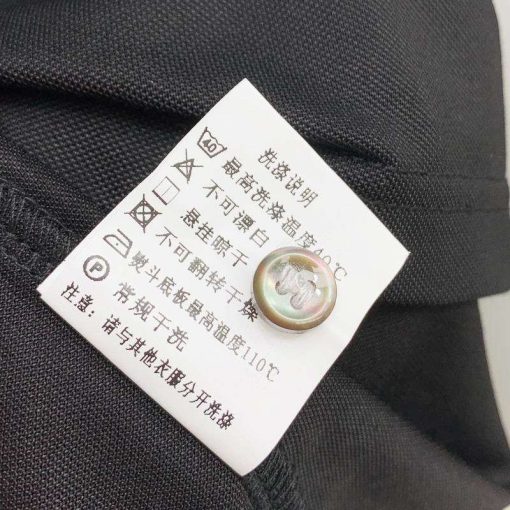 洗涤说明
40 最高洗涤温度40℃
不可漂白
悬挂晾干
不可翻转干燥
熨斗底板最高温度110℃
P 常规干洗
注意:请与其他衣服分开洗涤